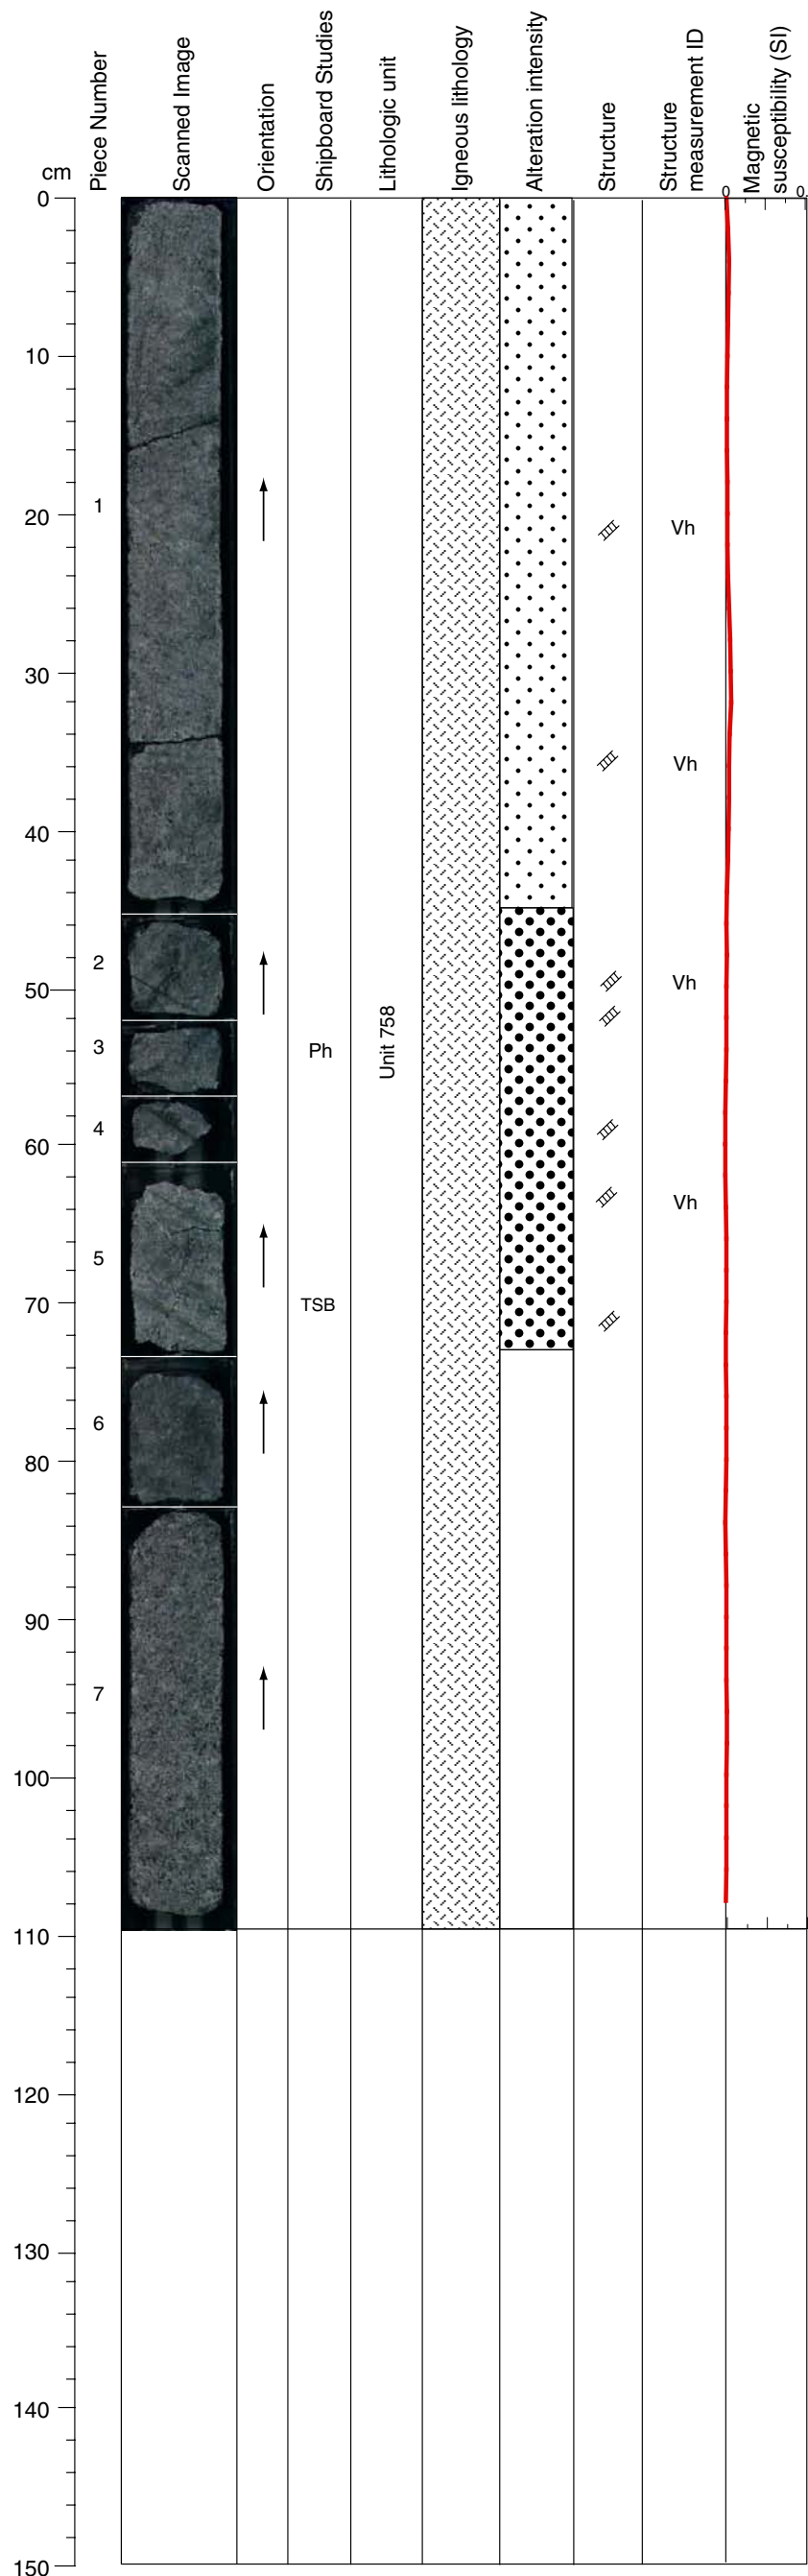 cm
Piece Number
Scanned Image
Orientation
Shipboard Studies
Lithologic unit
Igneous lithology
Alteration intensity
Structure
Structure
measurement ID
Magnetic
susceptibility (SI)
0 0 0.
10
1
20 Vh
30
Vh
40
2
50 Vh
3 Ph Unit 758
4
60
Vh
5
70 TSB
6
80
90
7
100
110
120
130
140
150